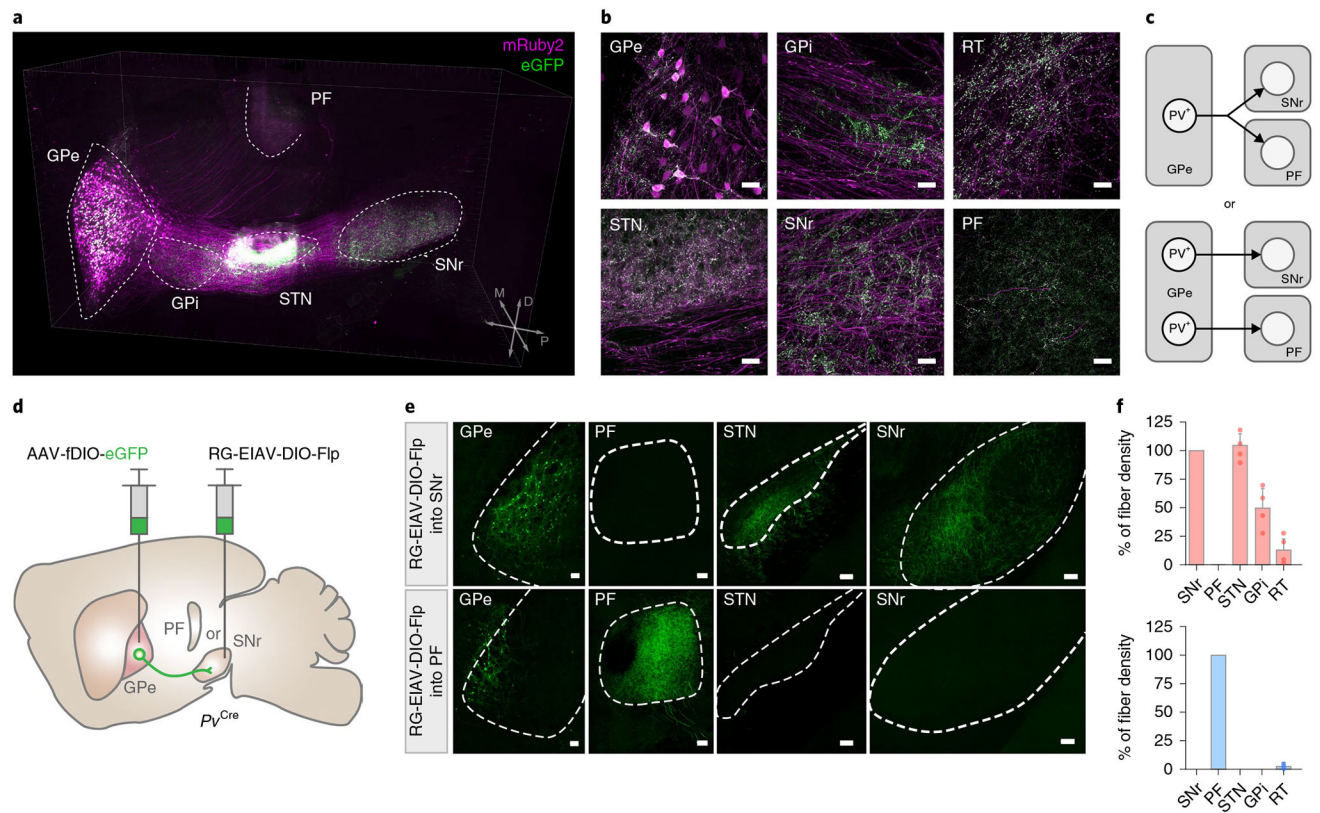 a
mRuby2
eGFP
PF
GPe
GPi
STN
SNr
M
D
P
b
GPe
GPi
RT
STN
SNr
PF
c
PV+
GPe
SNr
PF
or
PV+
GPe
PV+
SNr
PF
d
AAV-fDIO-eGFP
RG-EIAV-DIO-Flp
PF
or
SNr
GPe
PvCre
e
RG-EIAV-DIO-Flp
into SNr
GPe
PF
STN
SNr
RG-EIAV-DIO-Flp
into PF
GPe
PF
STN
SNr
f
% of fiber density
125
100
75
50
25
0
SNr
PF
STN
GPi
RT
% of fiber density
125
100
75
50
25
0
SNr
PF
STN
GPi
RT